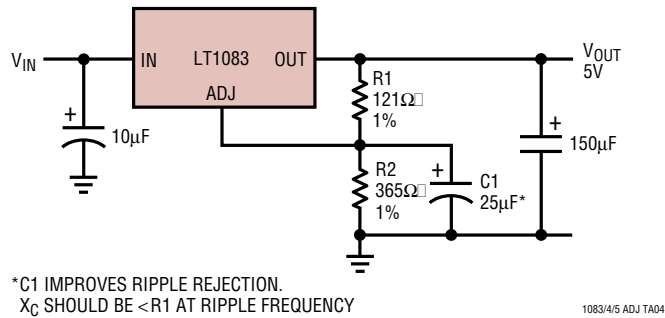 V_IN
IN LT1083 OUT
ADJ
V_OUT
5V
+
10µF
R1
121Ω
1%
R2
365Ω
1%
+
C1
25µF*
+
150µF
*C1 IMPROVES RIPPLE REJECTION.
X_C SHOULD BE <R1 AT RIPPLE FREQUENCY
1083/4/5 ADJ TA04